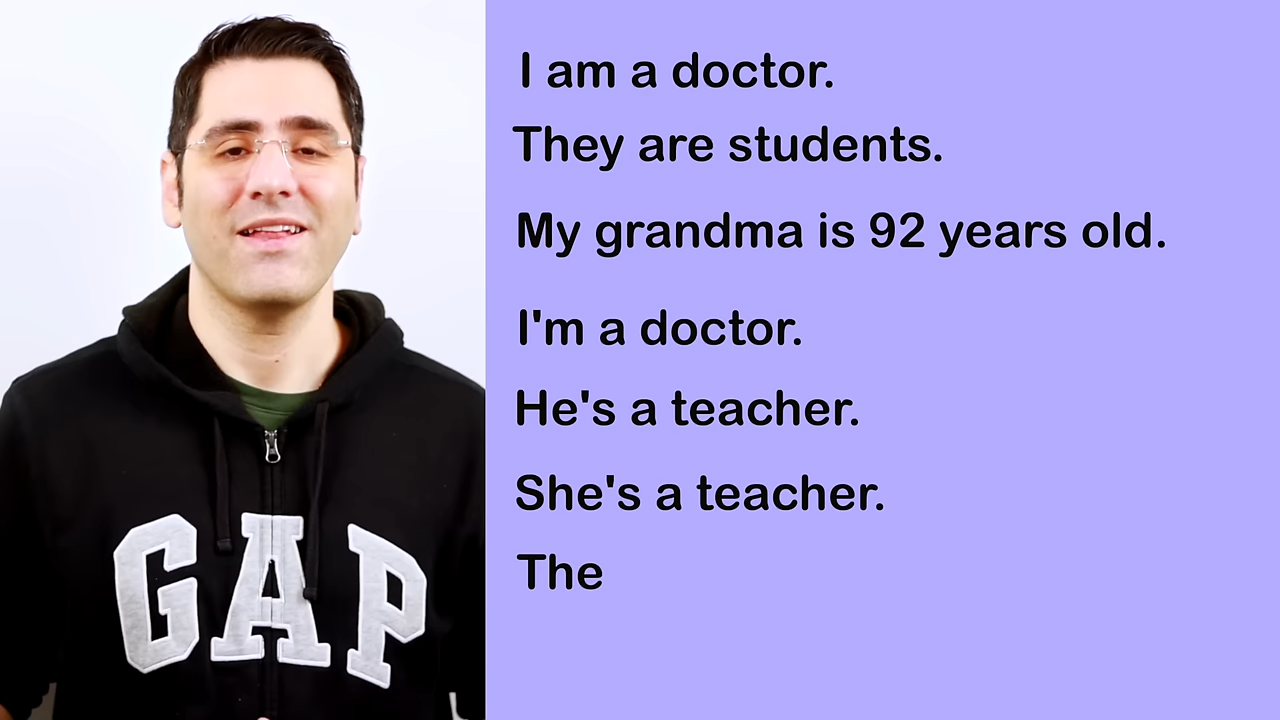 I am a doctor.
They are students.
My grandma is 92 years old.
I'm a doctor.
He's a teacher.
She's a teacher.
The
GAP